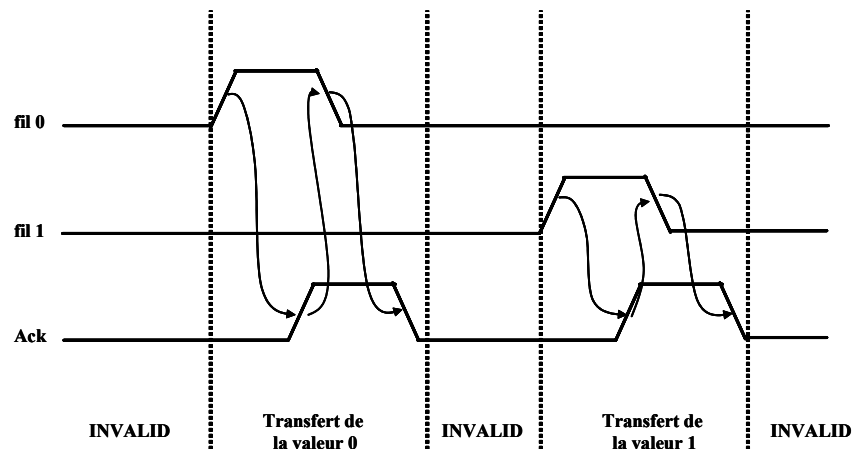 fil 0
fil 1
Ack
INVALID
Transfert de
la valeur 0
INVALID
Transfert de
la valeur 1
INVALID